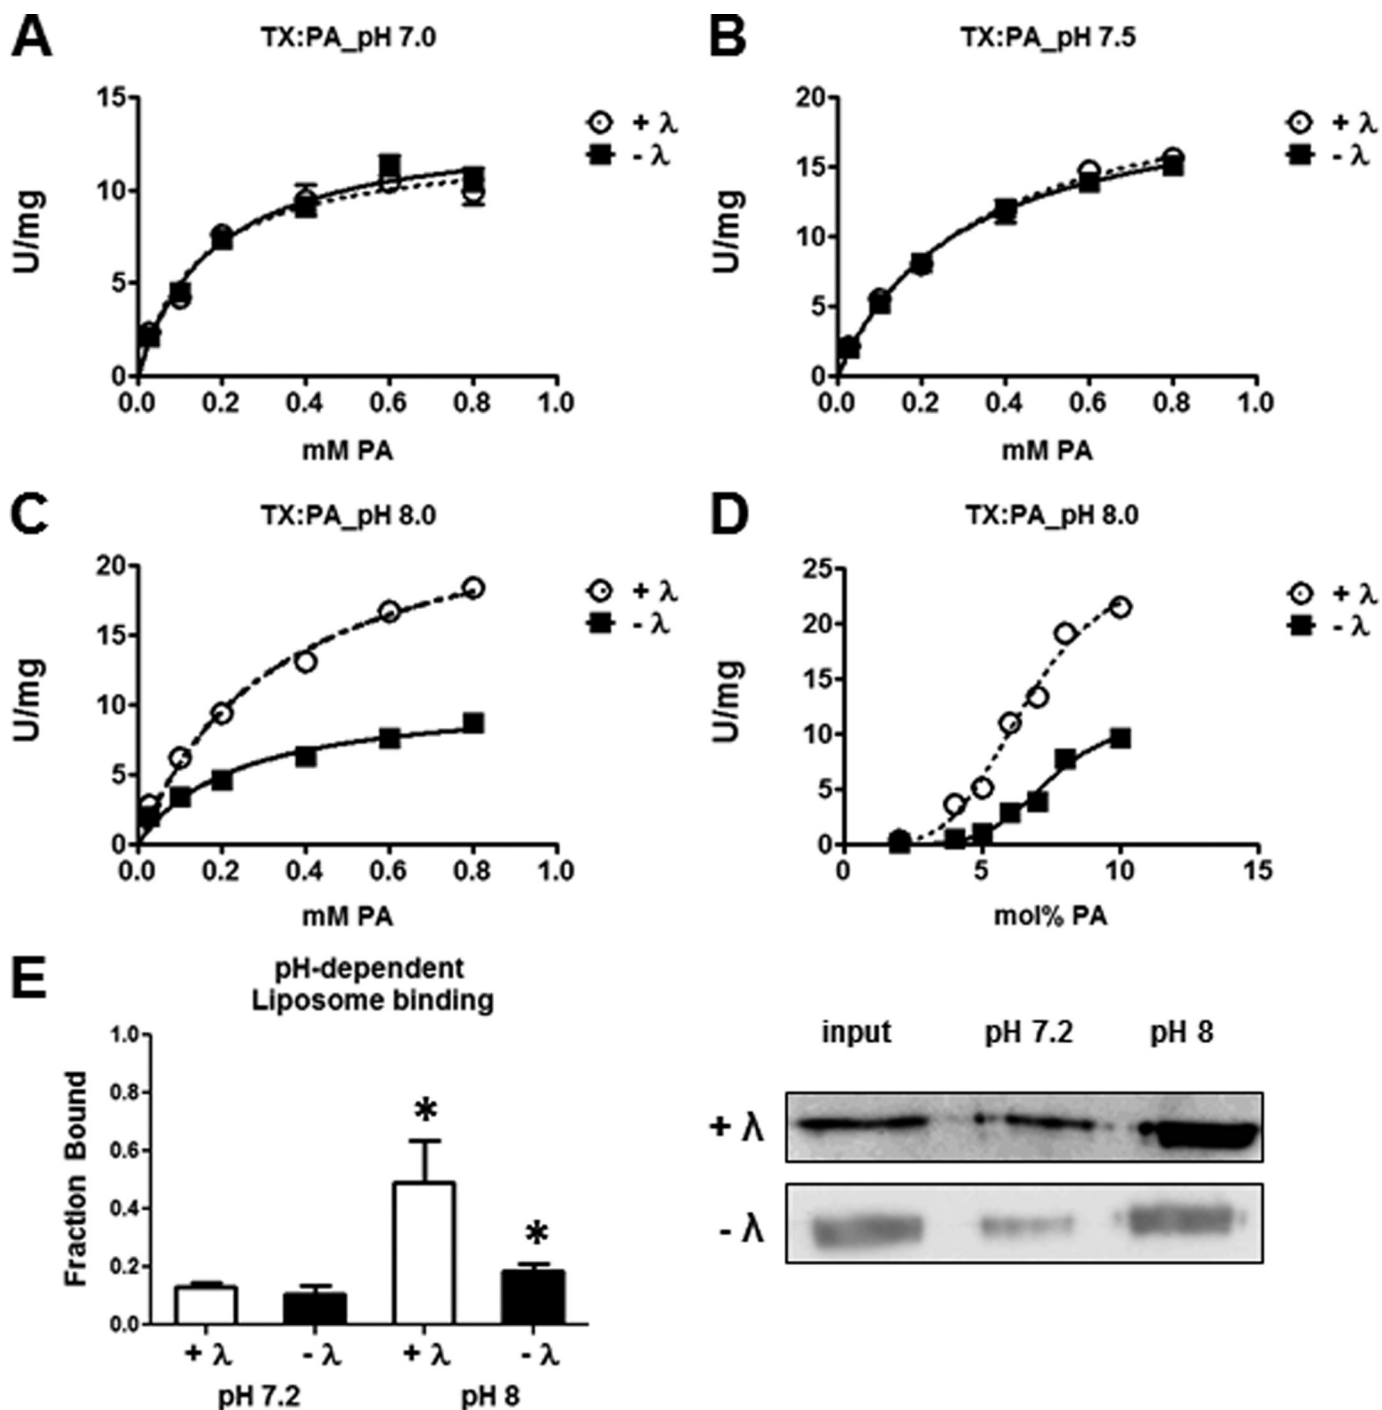 A
TX:PA_pH 7.0
15
10
5
0
0.0 0.2 0.4 0.6 0.8 1.0
U/mg
mM PA
+ λ
- λ
B
TX:PA_pH 7.5
20
15
10
5
0
0.0 0.2 0.4 0.6 0.8 1.0
U/mg
mM PA
+ λ
- λ
C
TX:PA_pH 8.0
20
15
10
5
0
0.0 0.2 0.4 0.6 0.8 1.0
U/mg
mM PA
+ λ
- λ
D
TX:PA_pH 8.0
25
20
15
10
5
0
0 5 10 15
U/mg
mol% PA
+ λ
- λ
E
pH-dependent
Liposome binding
1.0
0.8
0.6
0.4
0.2
0.0
Fraction Bound
* *
+ λ - λ + λ - λ
pH 7.2 pH 8
input pH 7.2 pH 8
+ λ
- λ